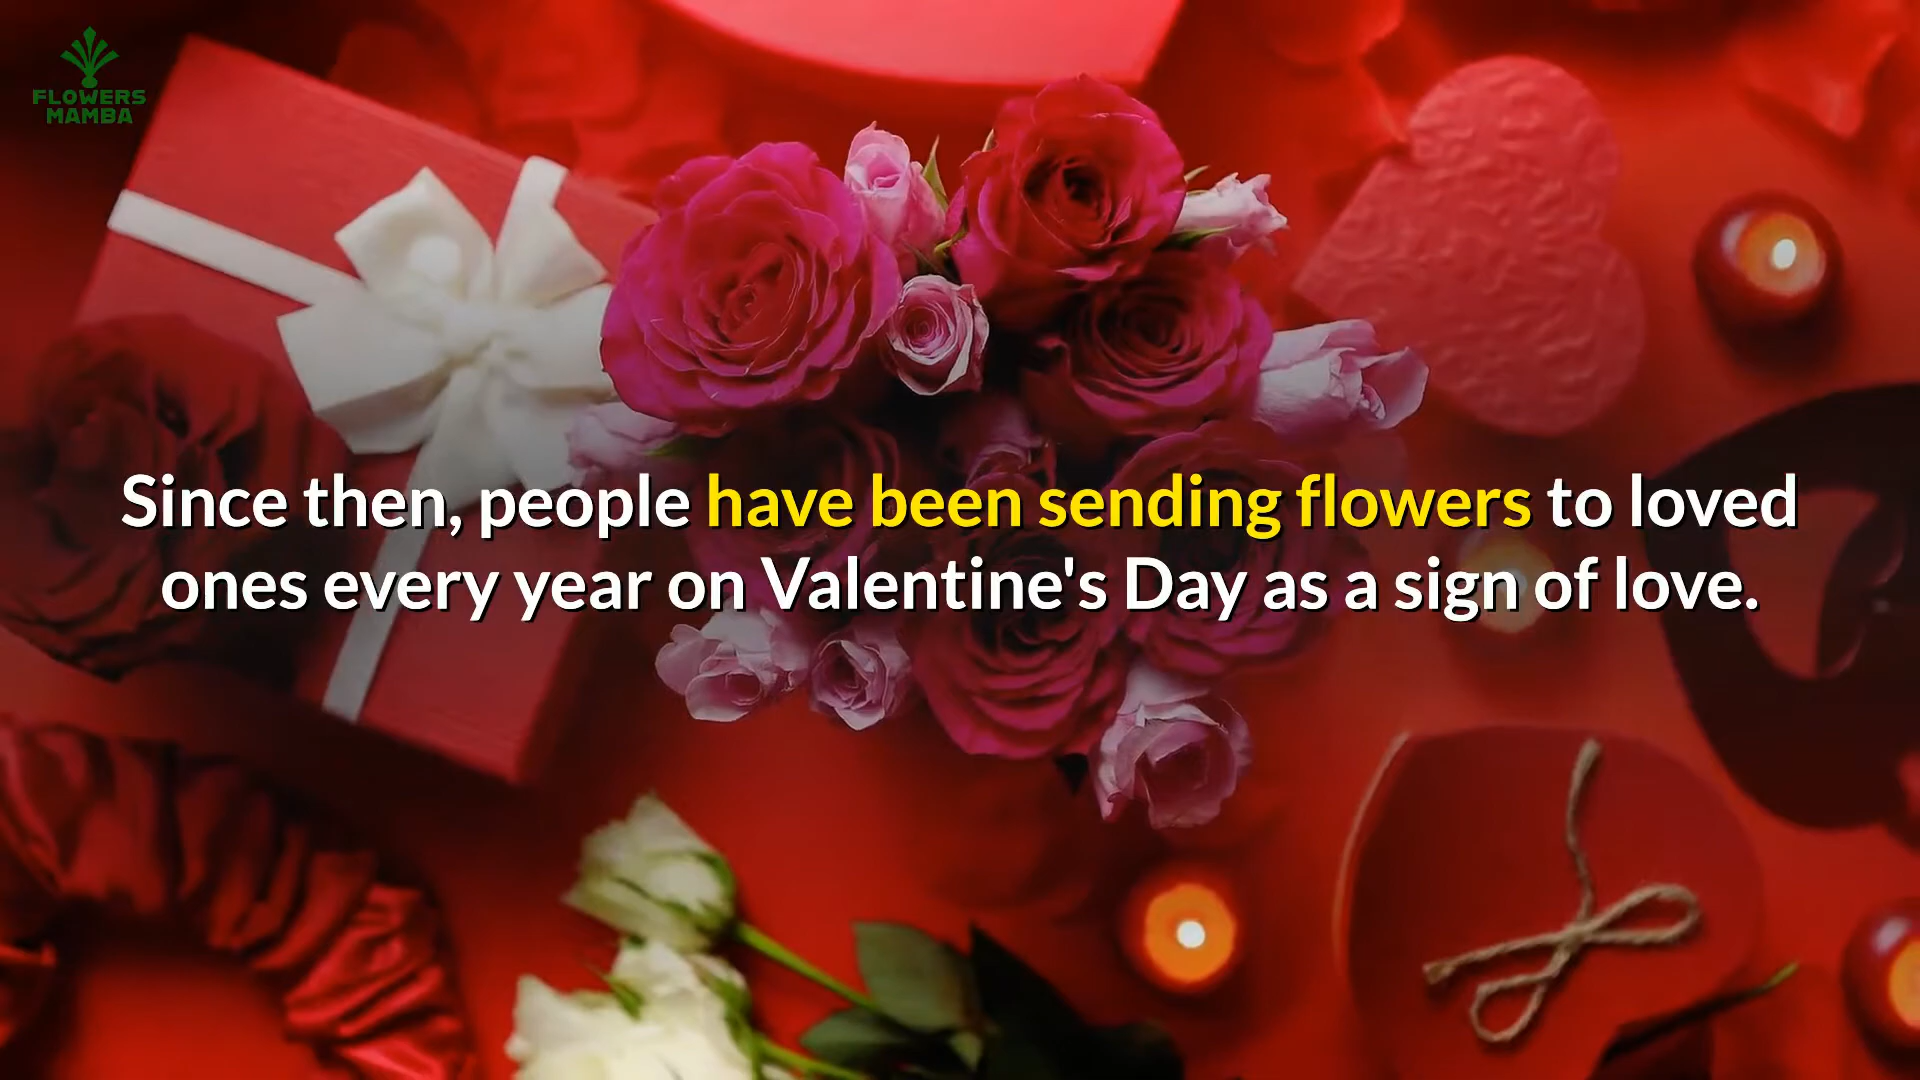 FLOWERS
MAMBA
Since then, people have been sending flowers to loved
ones every year on Valentine's Day as a sign of love.